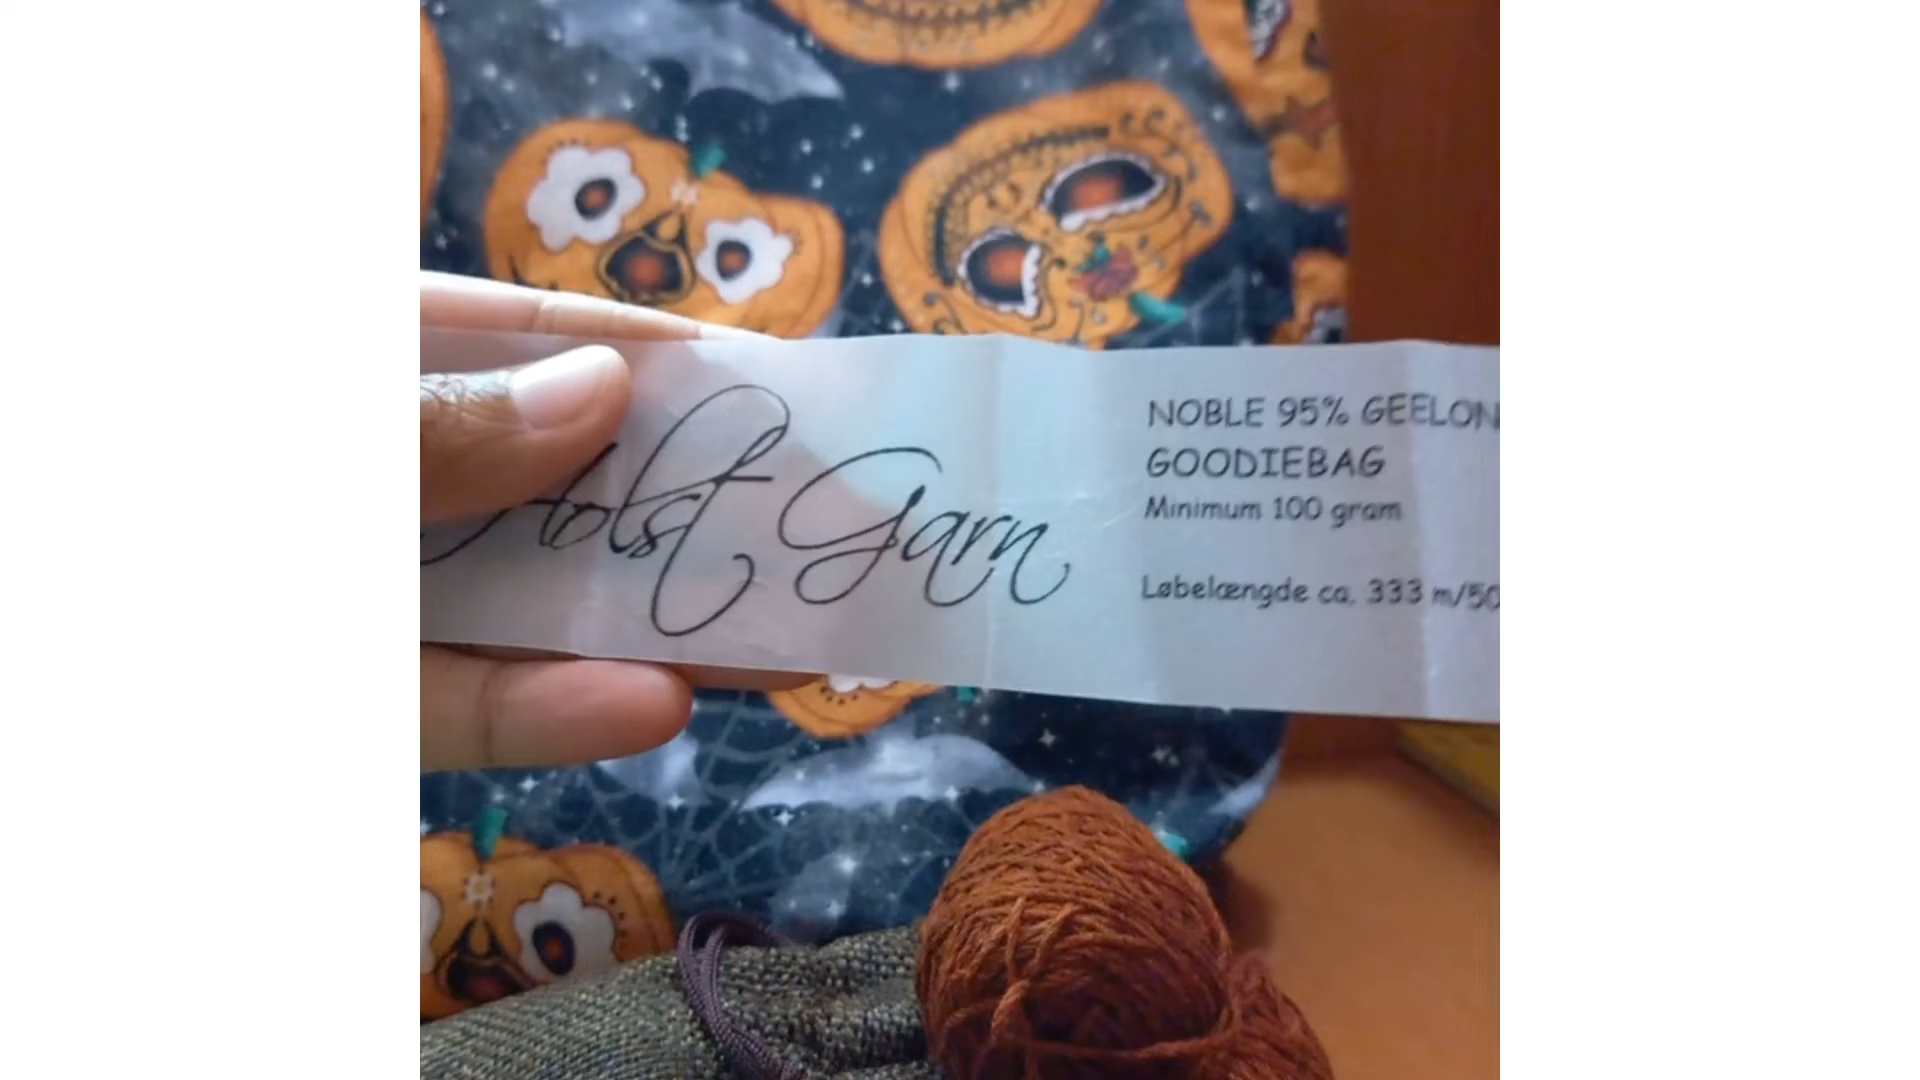 Holst Garn
NOBLE 95% GEELON
GOODIEBAG
Minimum 100 gram
Løbelængde ca. 333 m/50